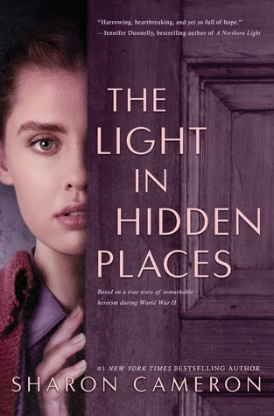 "Harrowing, heartbreaking, and yet so full of hope."
—Jennifer Donnelly, bestselling author of A Northern Light
THE
LIGHT
IN
HIDDEN
PLACES
Based on a true story of remarkable
heroism during World War II
#1 NEW YORK TIMES BESTSELLING AUTHOR
SHARON CAMERON